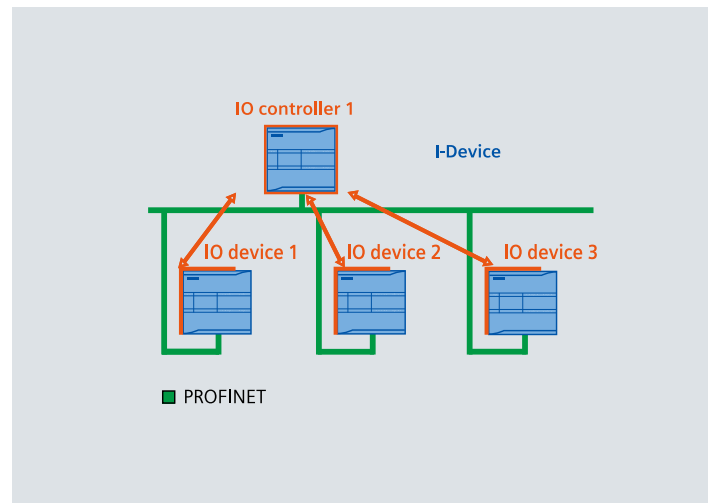 IO controller 1
I-Device
IO device 1
IO device 2
IO device 3
PROFINET